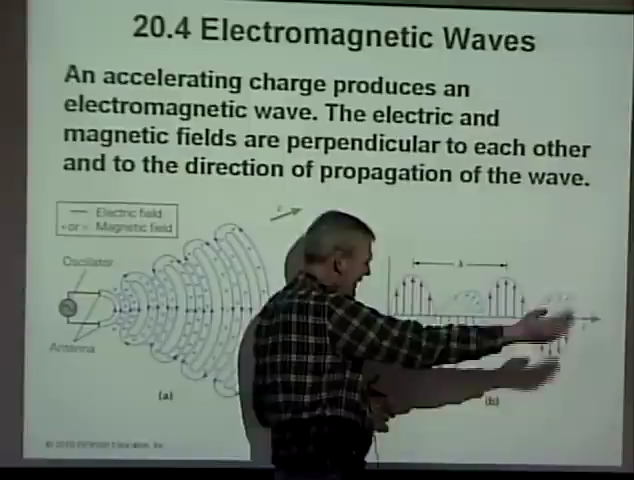 20.4 Electromagnetic Waves
An accelerating charge produces an
electromagnetic wave. The electric and
magnetic fields are perpendicular to each other
and to the direction of propagation of the wave.
Electric field
or Magnetic field
Oscillator
Antenna
(a)
(b)